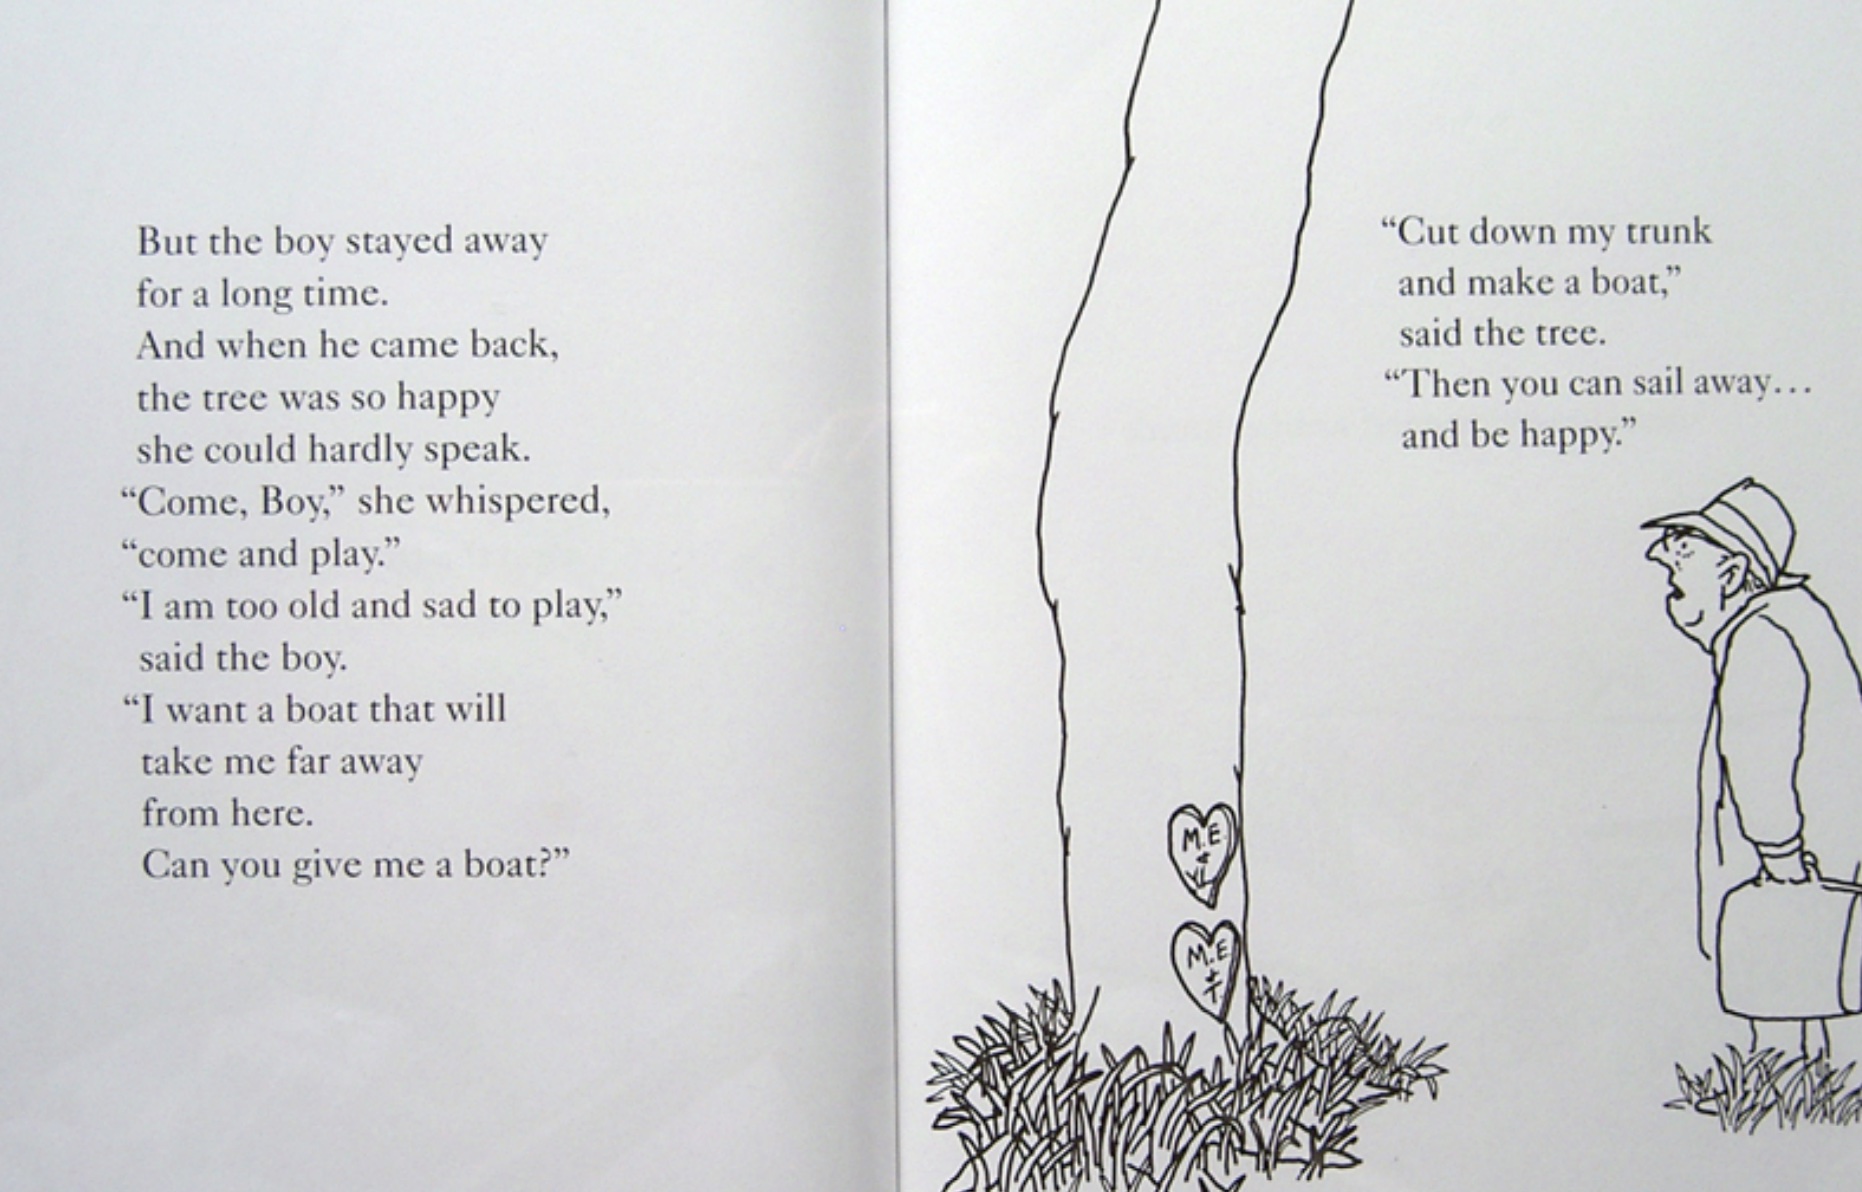 But the boy stayed away
for a long time.
And when he came back,
the tree was so happy
she could hardly speak.
“Come, Boy,” she whispered,
“come and play.”
“I am too old and sad to play,”
said the boy.
“I want a boat that will
take me far away
from here.
Can you give me a boat?”
“Cut down my trunk
and make a boat,”
said the tree.
“Then you can sail away...
and be happy.”
M.E
+
Y.L
M.E
+
T.